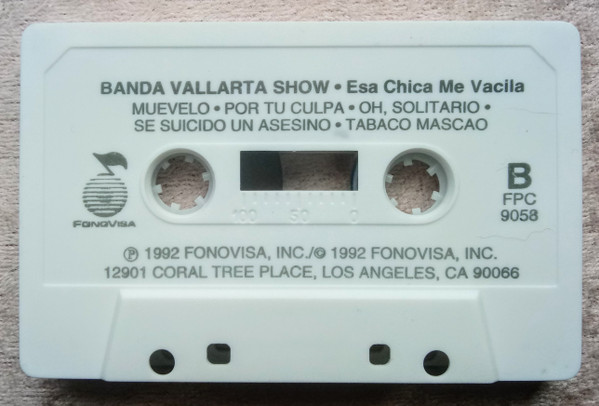 BANDA VALLARTA SHOW • Esa Chica Me Vacila
MUEVELO • POR TU CULPA • OH, SOLITARIO •
SE SUICIDO UN ASESINO • TABACO MASCAO
FONOVISA
100 50 0
B
FPC
9058
℗ 1992 FONOVISA, INC./© 1992 FONOVISA, INC.
12901 CORAL TREE PLACE, LOS ANGELES, CA 90066